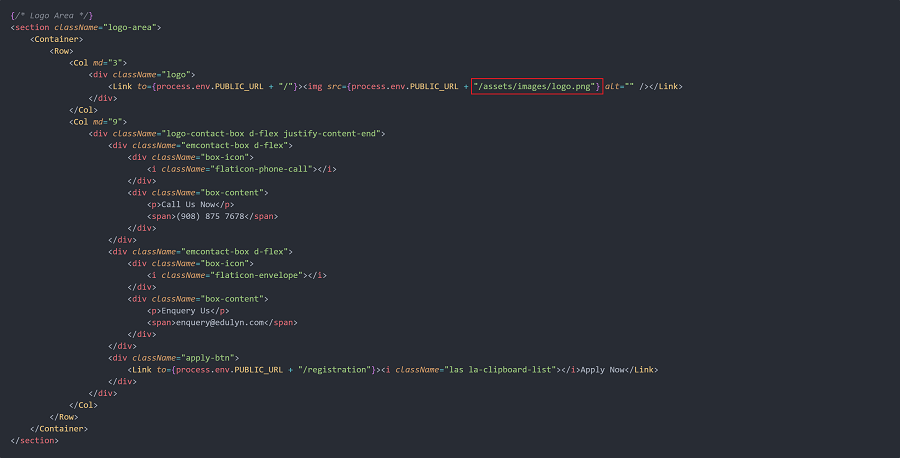 {/* Logo Area */}
<section className="logo-area">
    <Container>
        <Row>
            <Col md="3">
                <div className="logo">
                    <Link to={process.env.PUBLIC_URL + "/"}><img src={process.env.PUBLIC_URL + "/assets/images/logo.png"} alt="" /></Link>
                </div>
            </Col>
            <Col md="9">
                <div className="logo-contact-box d-flex justify-content-end">
                    <div className="emcontact-box d-flex">
                        <div className="box-icon">
                            <i className="flaticon-phone-call"></i>
                        </div>
                        <div className="box-content">
                            <p>Call Us Now</p>
                            <span>(908) 875 7678</span>
                        </div>
                    </div>
                    <div className="emcontact-box d-flex">
                        <div className="box-icon">
                            <i className="flaticon-envelope"></i>
                        </div>
                        <div className="box-content">
                            <p>Enquery Us</p>
                            <span>enquery@edulyn.com</span>
                        </div>
                    </div>
                    <div className="apply-btn">
                        <Link to={process.env.PUBLIC_URL + "/registration"}><i className="las la-clipboard-list"></i>Apply Now</Link>
                    </div>
                </div>
            </Col>
        </Row>
    </Container>
</section>